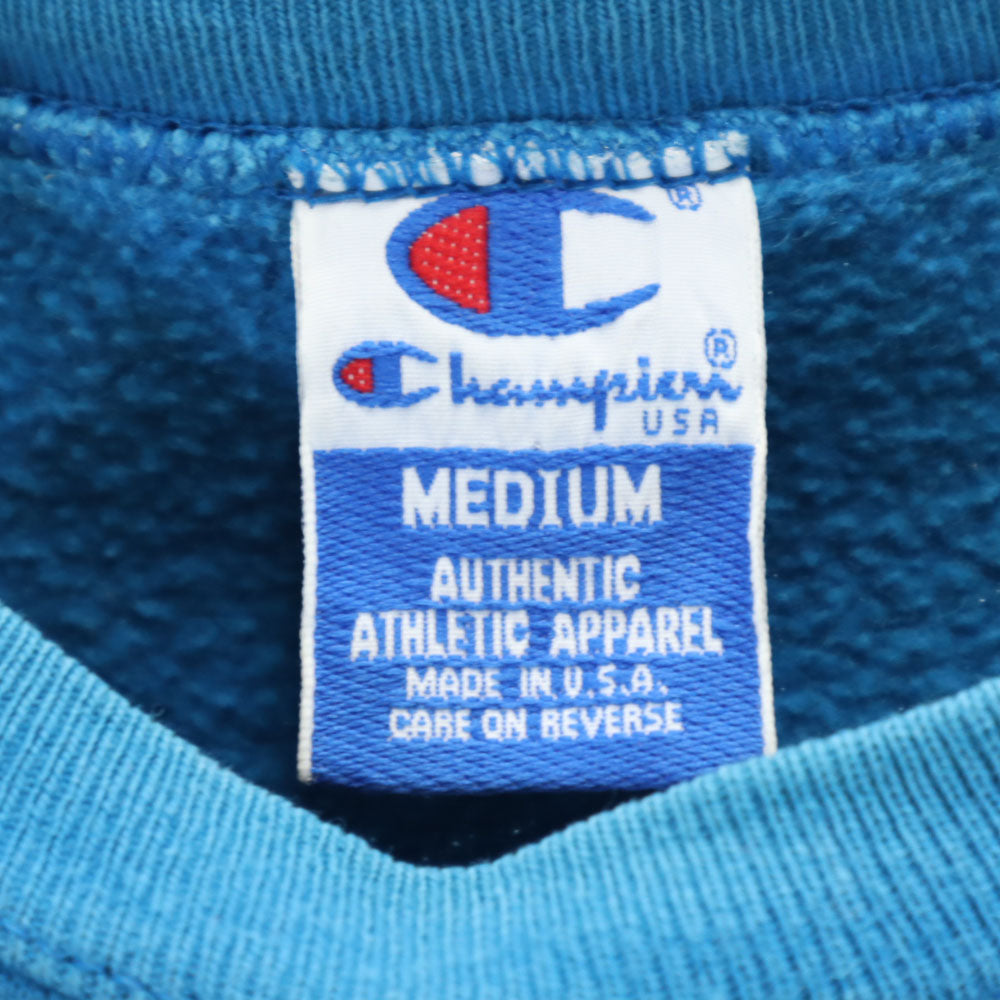 C®
Champion®
USA
MEDIUM
AUTHENTIC
ATHLETIC APPAREL
MADE IN U.S.A.
CARE ON REVERSE